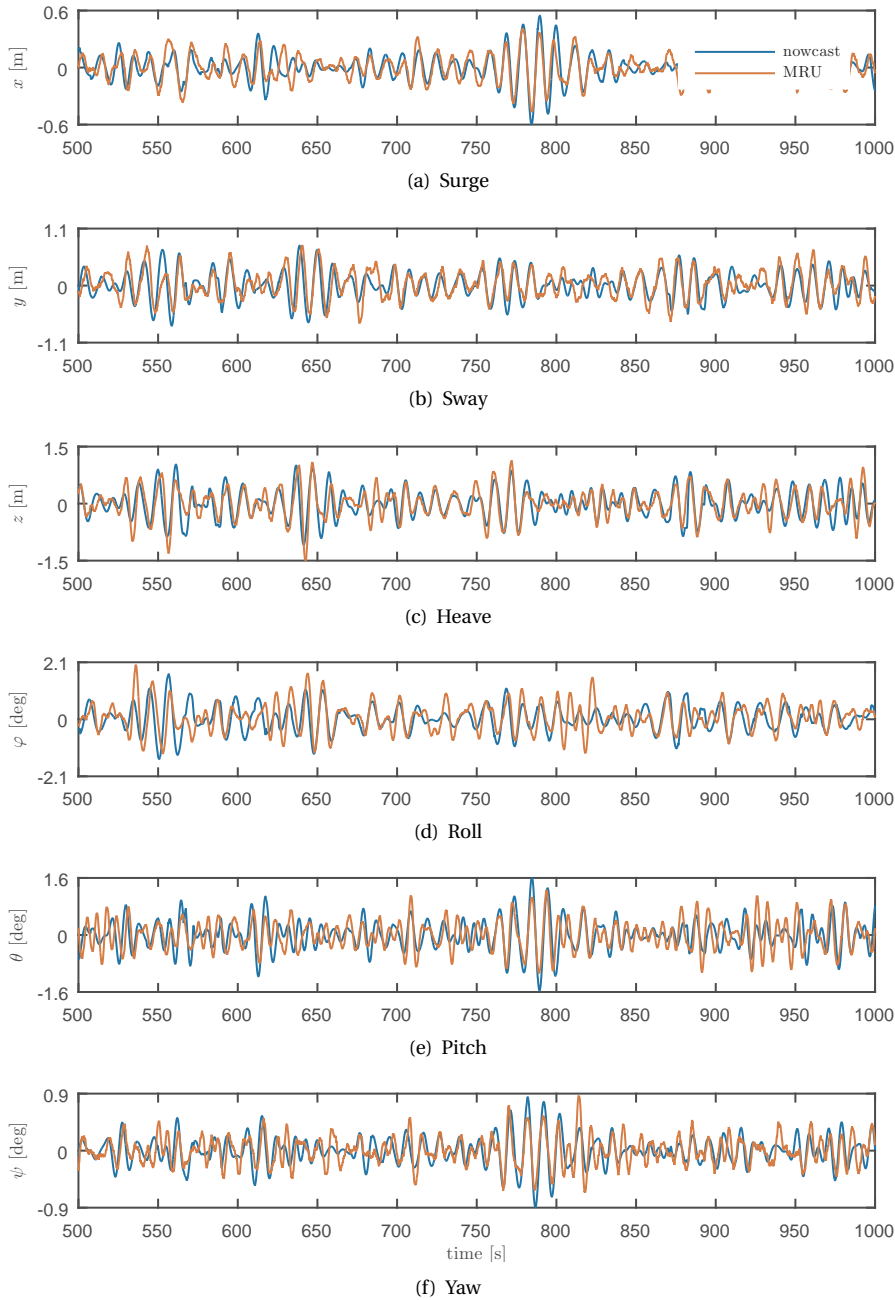 0.6
x [m]
0
-0.6
nowcast
MRU
500 550 600 650 700 750 800 850 900 950 1000
(a) Surge
1.1
y [m]
0
-1.1
500 550 600 650 700 750 800 850 900 950 1000
(b) Sway
1.5
z [m]
0
-1.5
500 550 600 650 700 750 800 850 900 950 1000
(c) Heave
2.1
φ [deg]
0
-2.1
500 550 600 650 700 750 800 850 900 950 1000
(d) Roll
1.6
θ [deg]
0
-1.6
500 550 600 650 700 750 800 850 900 950 1000
(e) Pitch
0.9
ψ [deg]
0
-0.9
500 550 600 650 700 750 800 850 900 950 1000
time [s]
(f) Yaw